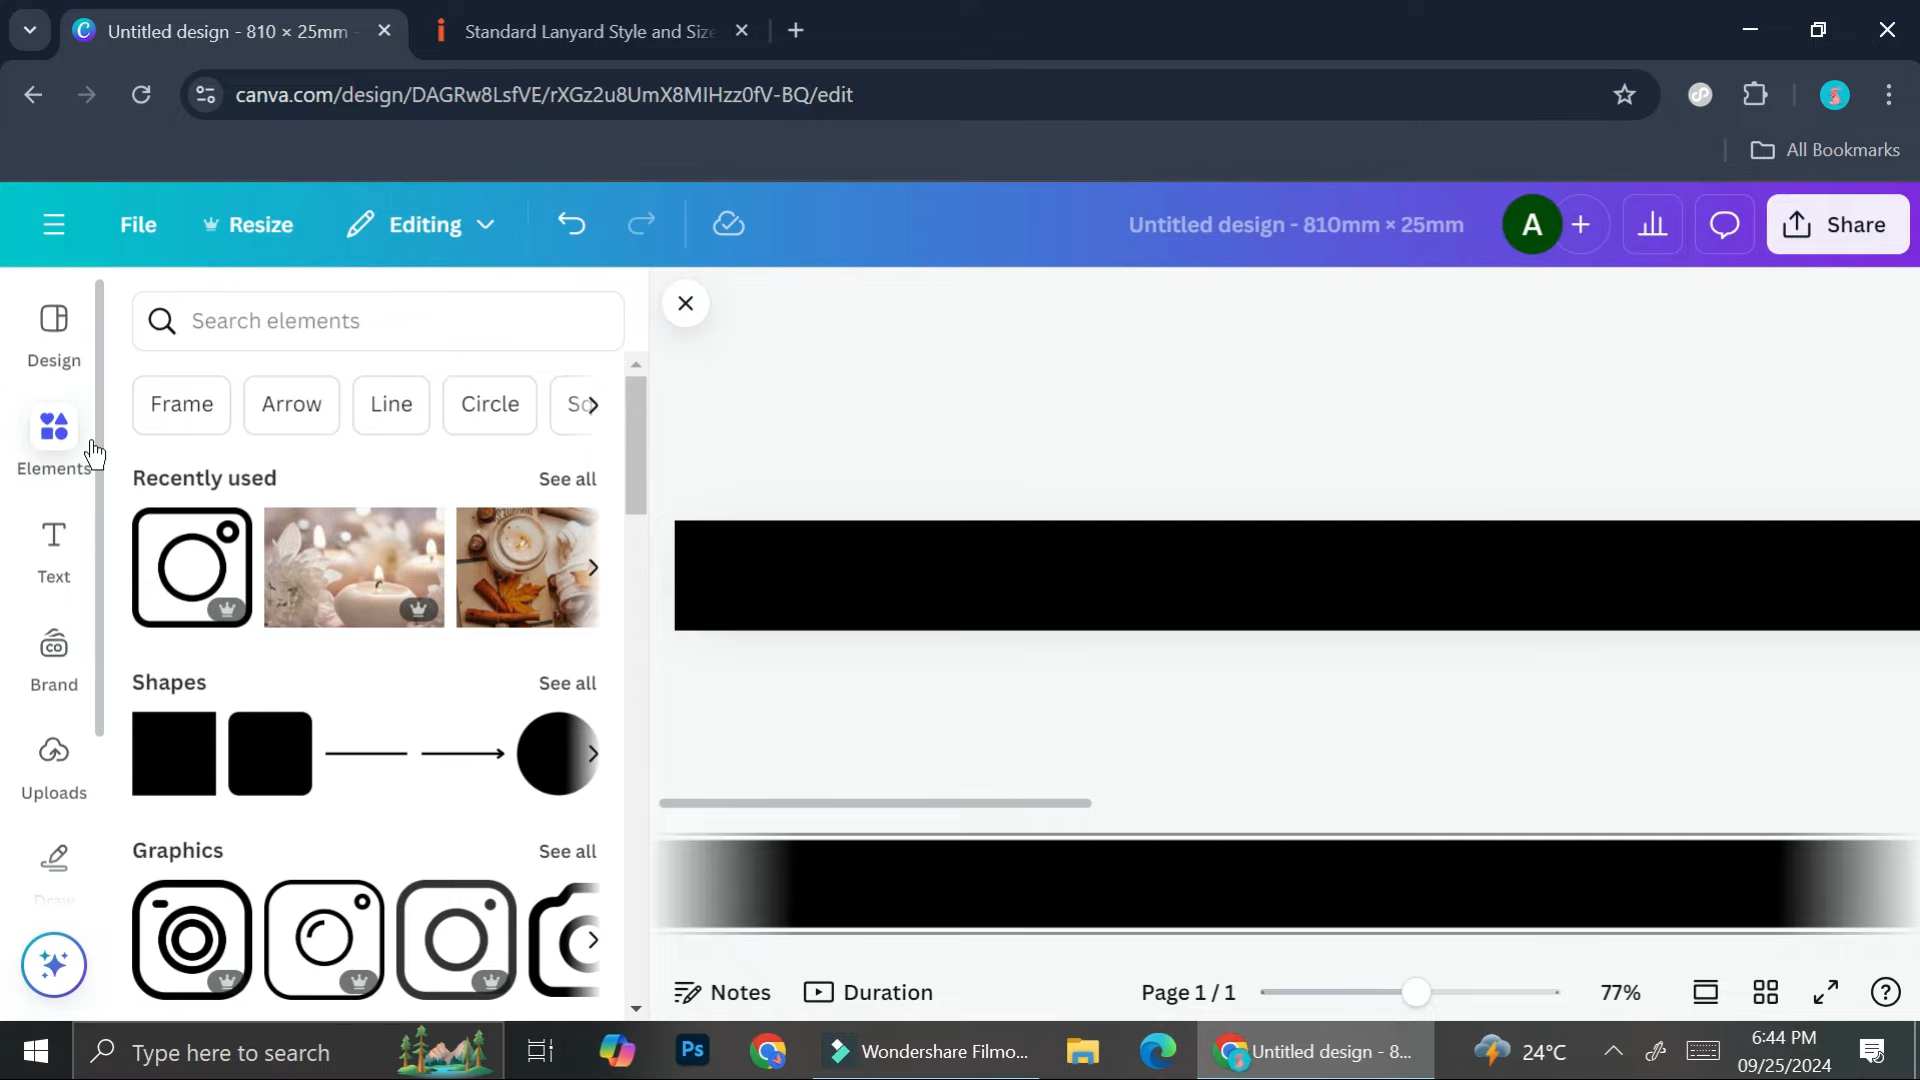 Untitled design - 810 × 25mm -
Standard Lanyard Style and Size
canva.com/design/DAGRw8LsfVE/rXGz2u8UmX8MIHzz0fV-BQ/edit
All Bookmarks
File
Resize
Editing
Untitled design - 810mm × 25mm
A
Share
Design
Elements
Text
Brand
Uploads
Draw
Search elements
Frame
Arrow
Line
Circle
Recently used
See all
Shapes
See all
Graphics
See all
Notes
Duration
Page 1 / 1
77%
Type here to search
Ps
Wondershare Filmo...
Untitled design - 8...
24°C
6:44 PM
09/25/2024